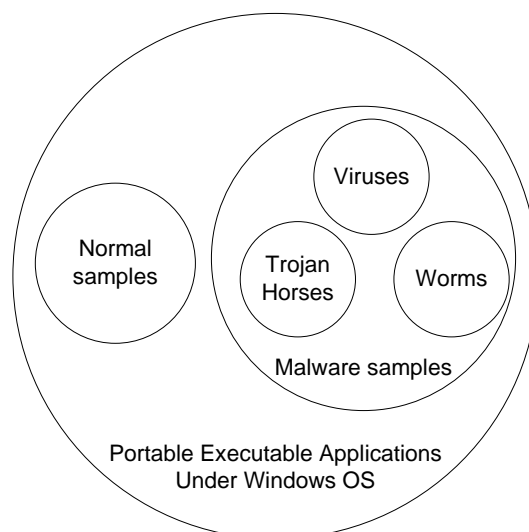 Viruses
Normal
samples
Trojan
Horses
Worms
Malware samples
Portable Executable Applications
Under Windows OS